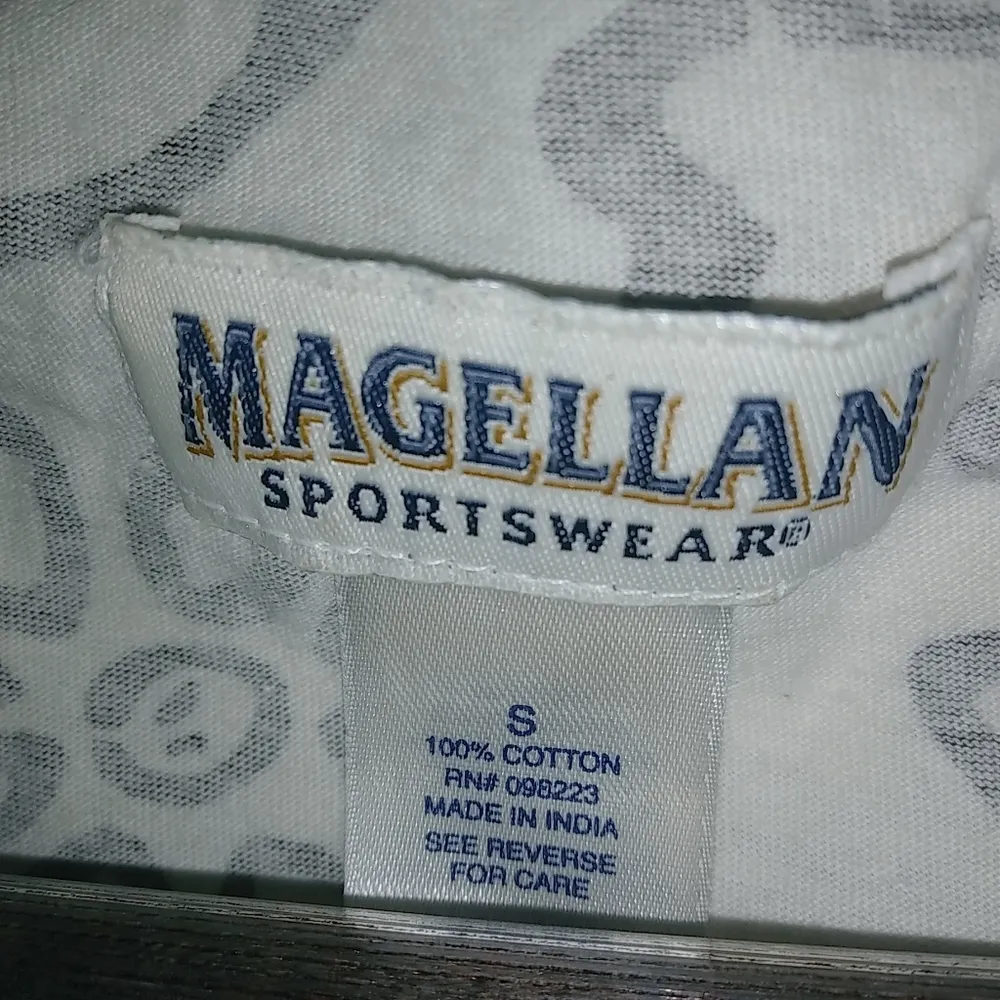 MAGELLAN
SPORTSWEAR®
S
100% COTTON
RN# 098223
MADE IN INDIA
SEE REVERSE
FOR CARE